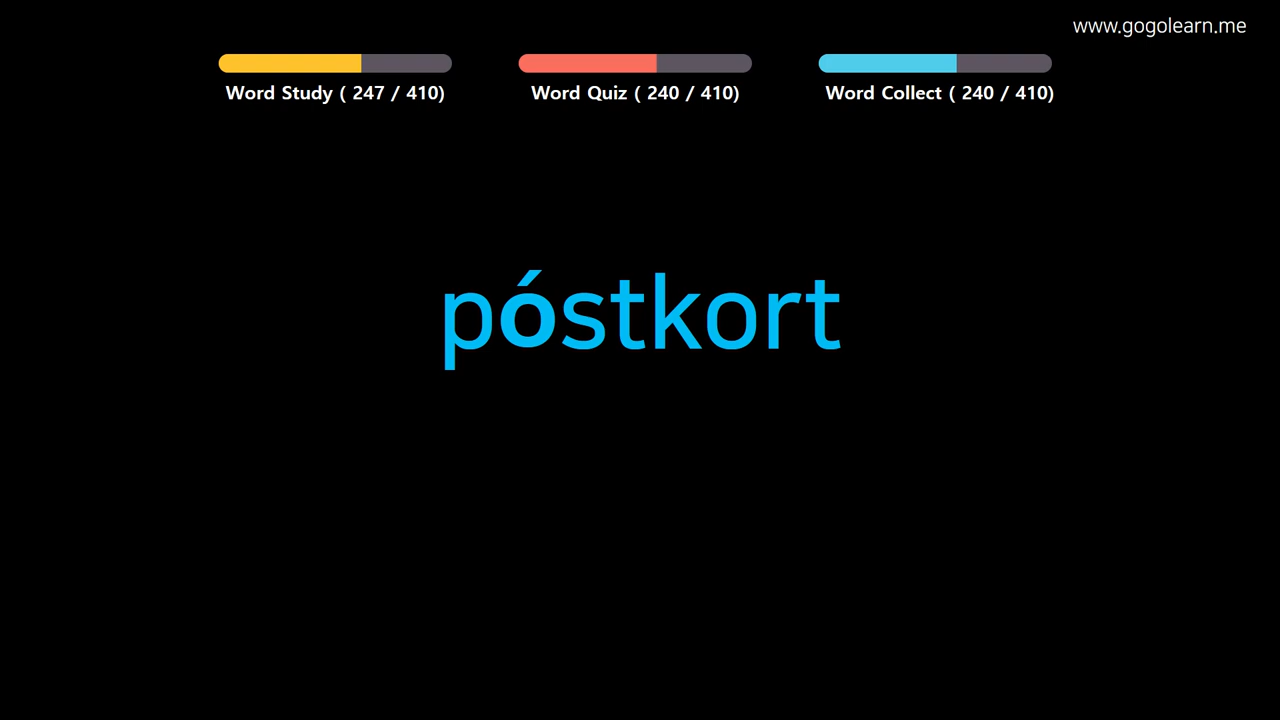 www.gogolearn.me
Word Study ( 247 / 410)
Word Quiz ( 240 / 410)
Word Collect ( 240 / 410)
póstkort